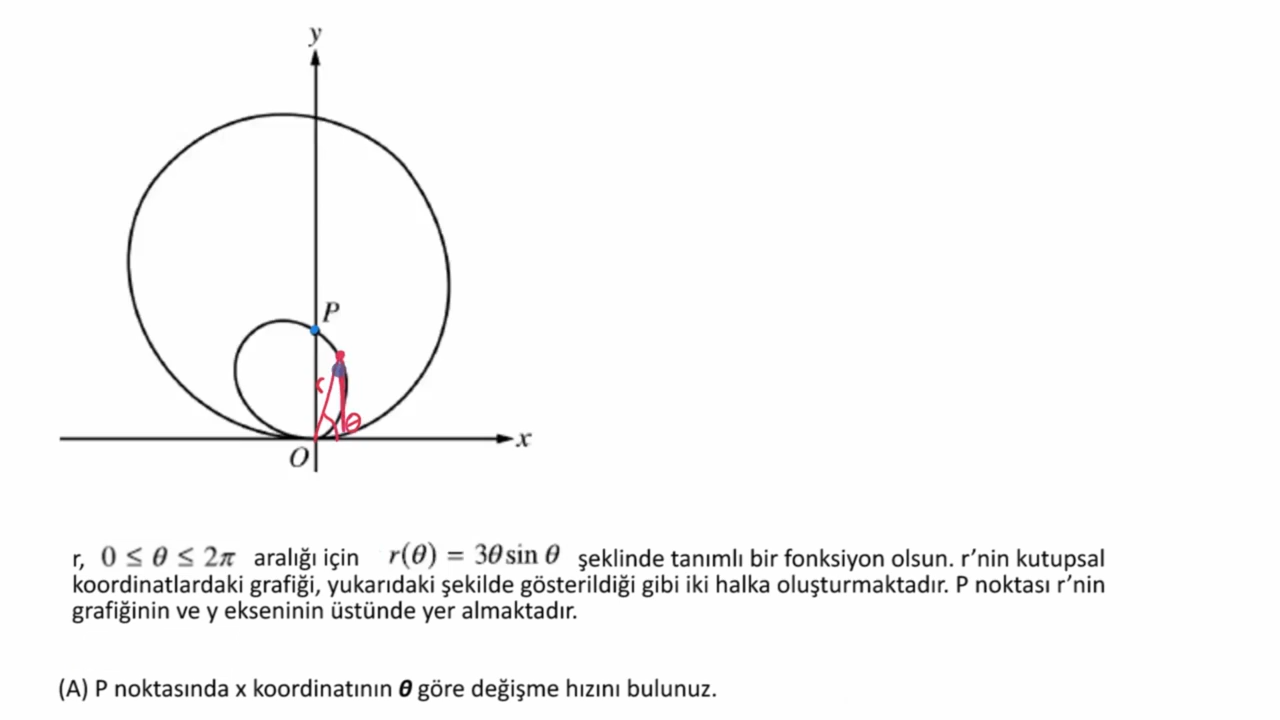 y
P
r
θ
x
O
r, 0 ≤ θ ≤ 2π aralığı için r(θ) = 3θ sin θ şeklinde tanımlı bir fonksiyon olsun. r’nin kutupsal
koordinatlardaki grafiği, yukarıdaki şekilde gösterildiği gibi iki halka oluşturmaktadır. P noktası r’nin
grafiğinin ve y ekseninin üstünde yer almaktadır.
(A) P noktasında x koordinatının θ göre değişme hızını bulunuz.